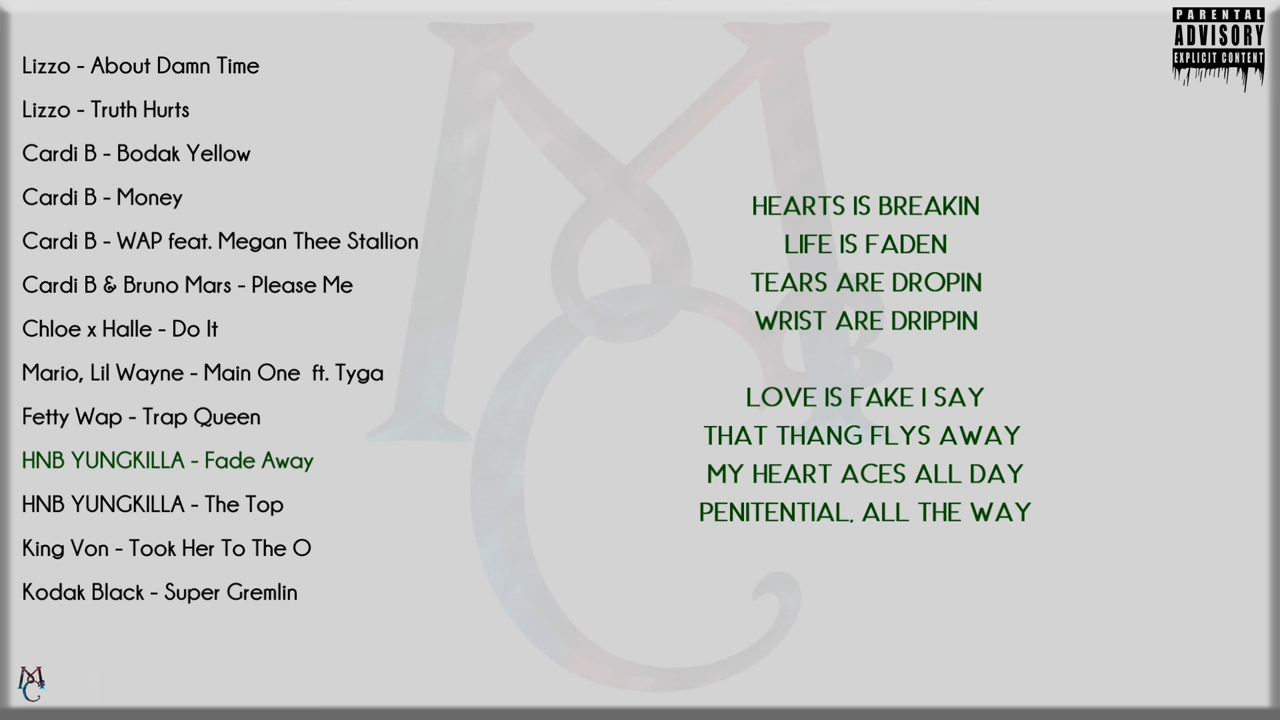 Lizzo - About Damn Time
Lizzo - Truth Hurts
Cardi B - Bodak Yellow
Cardi B - Money
Cardi B - WAP feat. Megan Thee Stallion
Cardi B & Bruno Mars - Please Me
Chloe x Halle - Do It
Mario, Lil Wayne - Main One  ft. Tyga
Fetty Wap - Trap Queen
HNB YUNGKILLA - Fade Away
HNB YUNGKILLA - The Top
King Von - Took Her To The O
Kodak Black - Super Gremlin
PARENTAL
ADVISORY
EXPLICIT CONTENT
HEARTS IS BREAKIN
LIFE IS FADEN
TEARS ARE DROPIN
WRIST ARE DRIPPIN
LOVE IS FAKE I SAY
THAT THANG FLYS AWAY
MY HEART ACES ALL DAY
PENITENTIAL, ALL THE WAY
MC